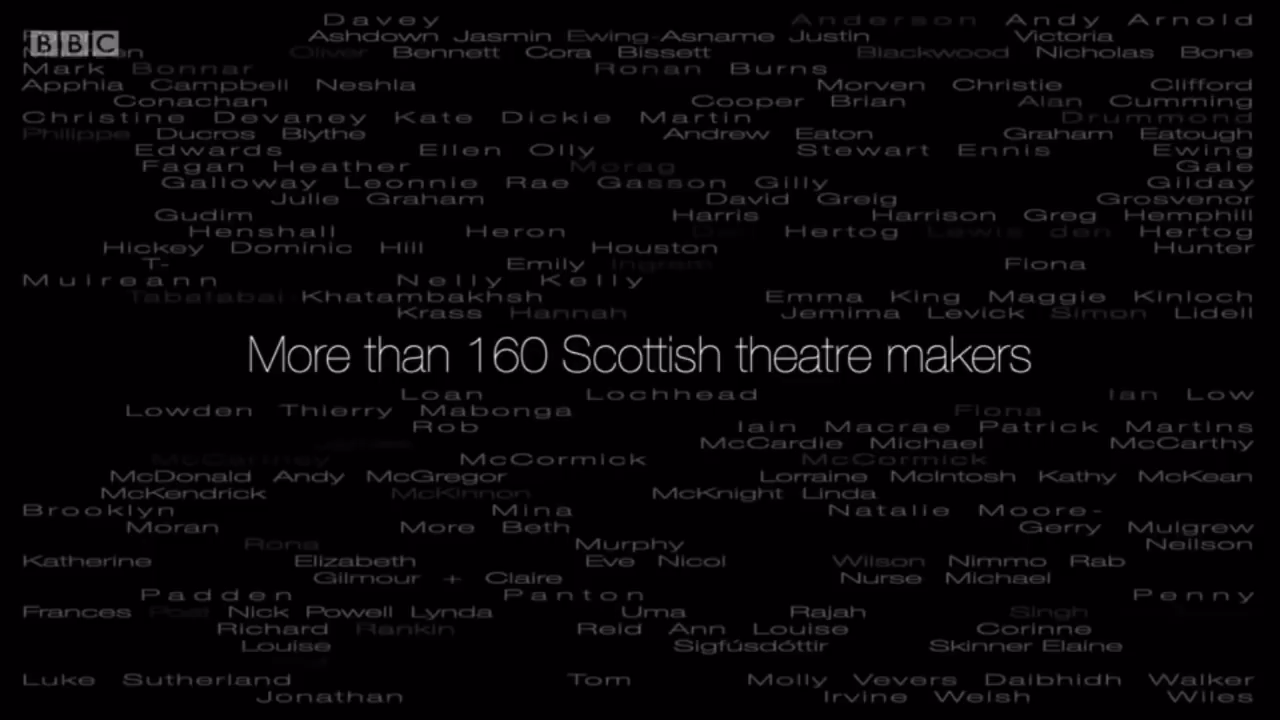 Davey Anderson Andy Arnold
BBC
Ashdown Jasmin Ewing Asname Justin Victoria
Oliver Bennett Cora Bissett Blackwood Nicholas Bone
Mark Bonnar Ronan Burns
Apphia Campbell Neshla Morven Christie Clifford
Conachan Cooper Brian Alan Cumming
Christine Devaney Kate Dickie Martin Drummond
Philippe Ducros Blythe Andrew Eaton Graham Eatough
Edwards Ellen Olly Stewart Ennis Ewing
Fagan Heather Morag Gale
Galloway Leonnie Rae Gasson Gilly Gilday
Julie Graham David Greig Grosvenor
Gudim Harris Harrison Greg Hemphill
Henshall Heron Hertog Lewis den Hertog
Hickey Dominic Hill Houston Hunter
T- Emily Ingram Fiona
Muireann Nelly Kelly
Tabatabai Khatambakhsh Emma King Maggie Kinloch
Krass Hannah Jemima Levick Simon Lidell
More than 160 Scottish theatre makers
Loan Lochhead Ian Low
Lowden Thierry Mabonga Fiona
Rob Iain Macrae Patrick Martins
McCardie Michael McCarthy
McCartney McCormick McCormick
McDonald Andy McGregor Lorraine McIntosh Kathy McKean
McKendrick McKinnon McKnight Linda
Brooklyn Mina Natalie Moore-
Moran More Beth Gerry Mulgrew
Rona Murphy Neilson
Katherine Elizabeth Eve Nicol Wilson Nimmo Rab
Gilmour + Claire Nurse Michael
Padden Panton Penny
Frances Poet Nick Powell Lynda Uma Rajah Singh
Richard Rankin Reid Ann Louise Corinne
Louise Sigfúsdóttir Skinner Elaine
Luke Sutherland Tom Molly Vevers Daibhidh Walker
Jonathan Irvine Welsh Wiles